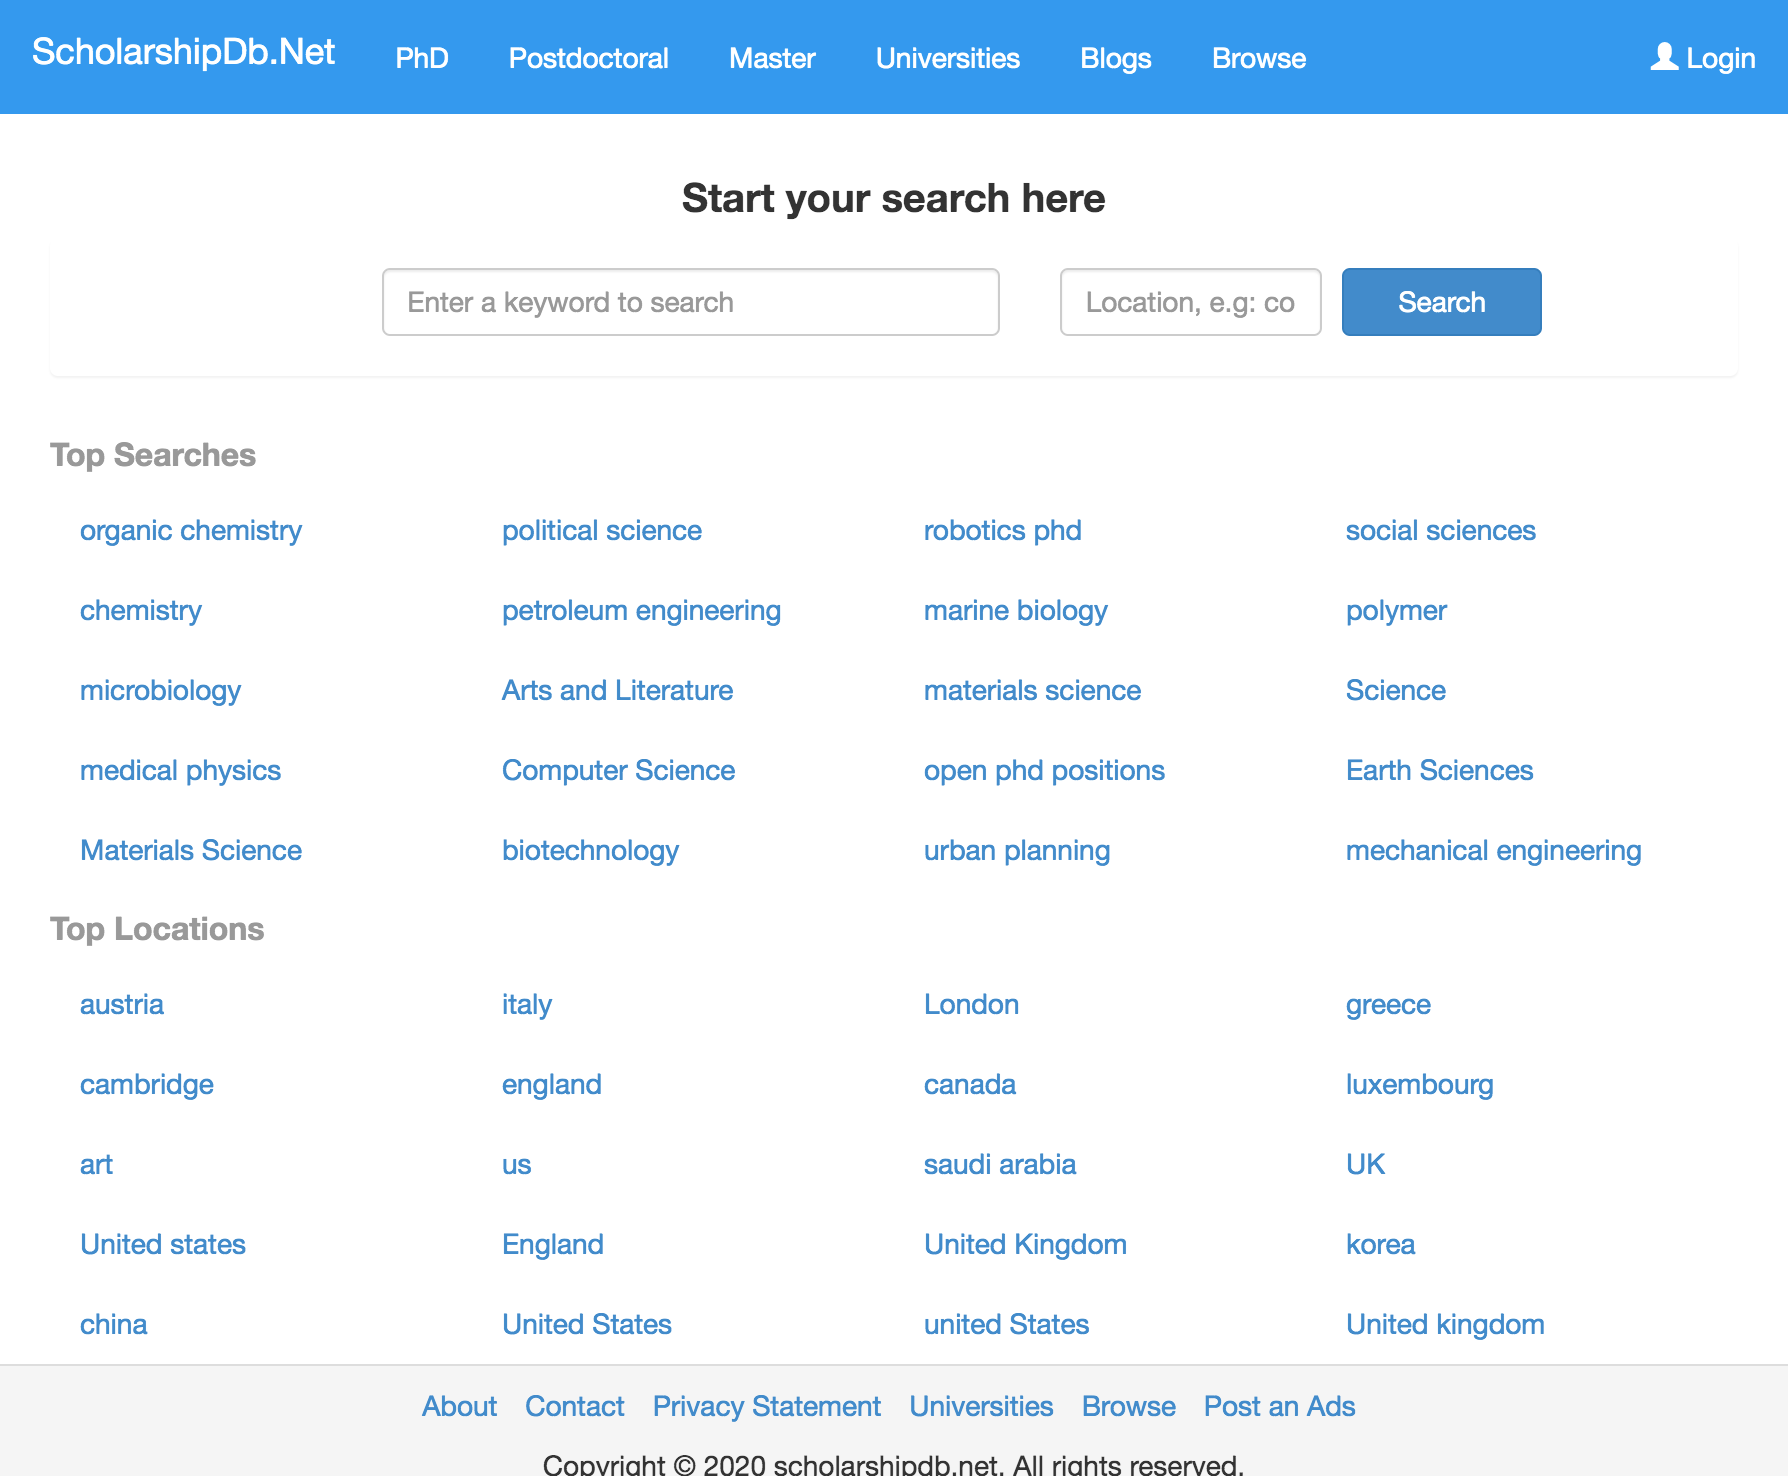 ScholarshipDb.Net PhD Postdoctoral Master Universities Blogs Browse Login
Start your search here
Enter a keyword to search Location, e.g: co Search
Top Searches
organic chemistry political science robotics phd social sciences
chemistry petroleum engineering marine biology polymer
microbiology Arts and Literature materials science Science
medical physics Computer Science open phd positions Earth Sciences
Materials Science biotechnology urban planning mechanical engineering
Top Locations
austria italy London greece
cambridge england canada luxembourg
art us saudi arabia UK
United states England United Kingdom korea
china United States united States United kingdom
About Contact Privacy Statement Universities Browse Post an Ads
Copyright © 2020 scholarshipdb.net. All rights reserved.